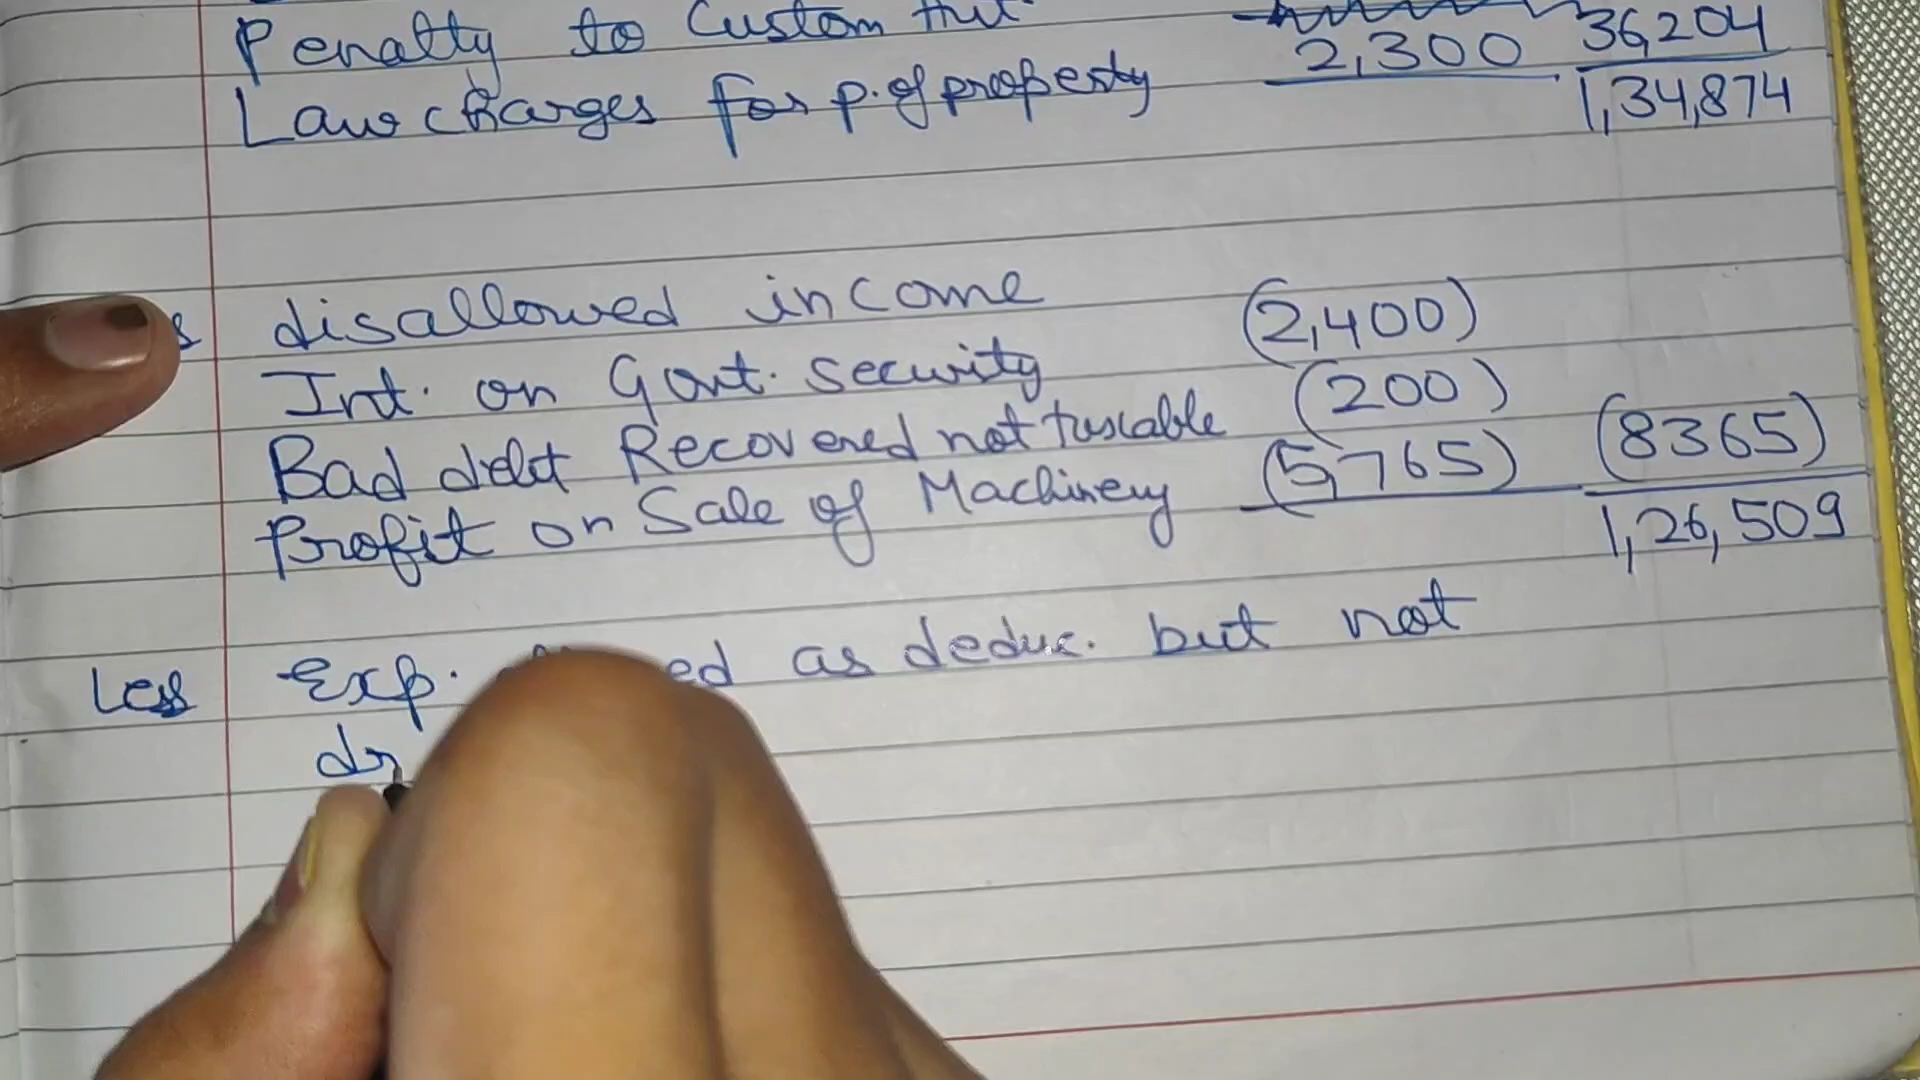 Penalty to Custom
2,300 36,204
Law charges for p. of property 1,34,874
disallowed income
Int. on Govt. security (2,400)
Bad debt Recovered not taxable (200)
Profit on Sale of Machinery (5,765) (8365)
1,26,509
Less Exp. as deduc. but not